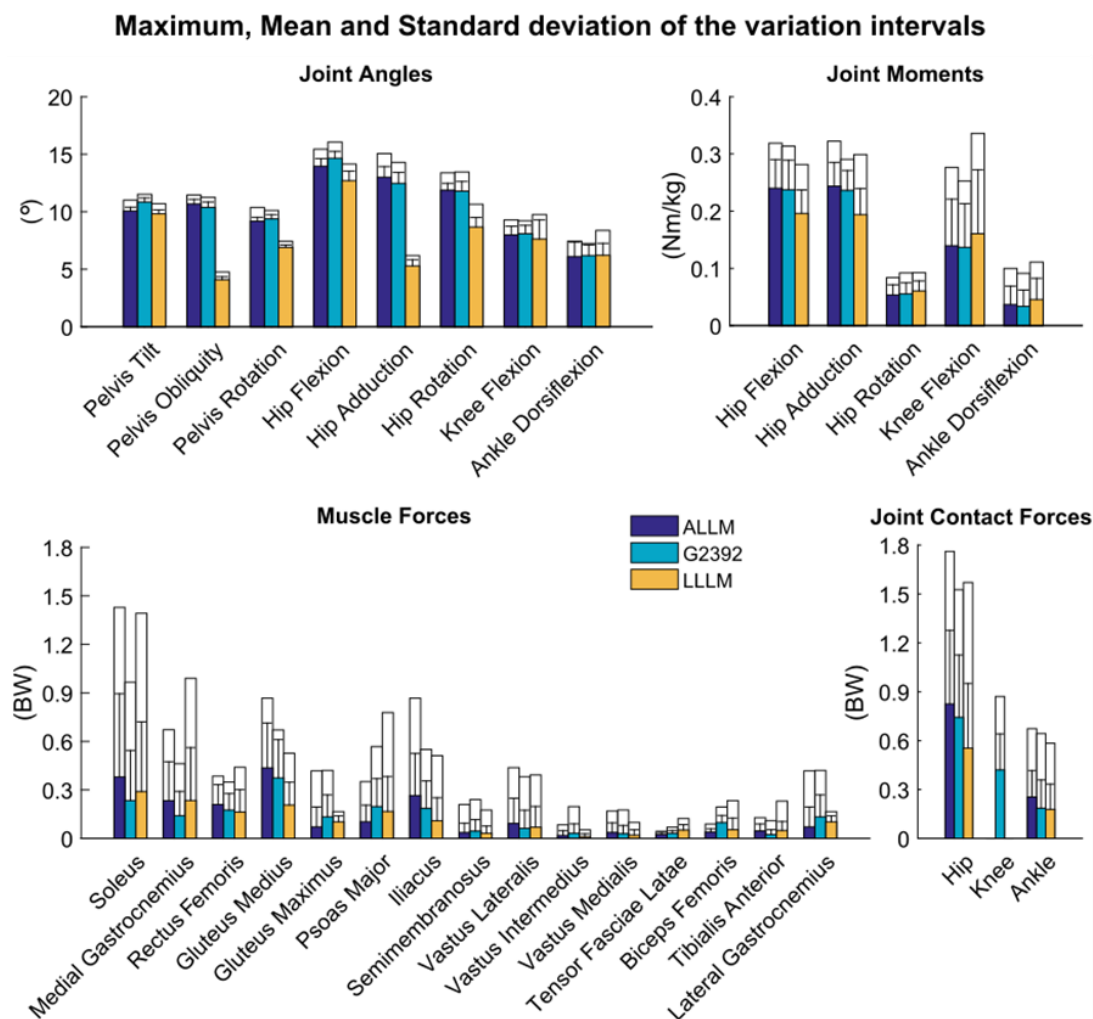 Maximum, Mean and Standard deviation of the variation intervals
Joint Angles
20
15
10
5
0
(º)
Pelvis Tilt
Pelvis Obliquity
Pelvis Rotation
Hip Flexion
Hip Adduction
Hip Rotation
Knee Flexion
Ankle Dorsiflexion
Joint Moments
0.4
0.3
0.2
0.1
0
(Nm/kg)
Hip Flexion
Hip Adduction
Hip Rotation
Knee Flexion
Ankle Dorsiflexion
Muscle Forces
1.8
1.5
1.2
0.9
0.6
0.3
0
(BW)
Soleus
Medial Gastrocnemius
Rectus Femoris
Gluteus Medius
Gluteus Maximus
Psoas Major
Iliacus
Semimembranosus
Vastus Lateralis
Vastus Intermedius
Vastus Medialis
Tensor Fasciae Latae
Biceps Femoris
Tibialis Anterior
Lateral Gastrocnemius
ALLM
G2392
LLLM
Joint Contact Forces
1.8
1.5
1.2
0.9
0.6
0.3
0
(BW)
Hip
Knee
Ankle